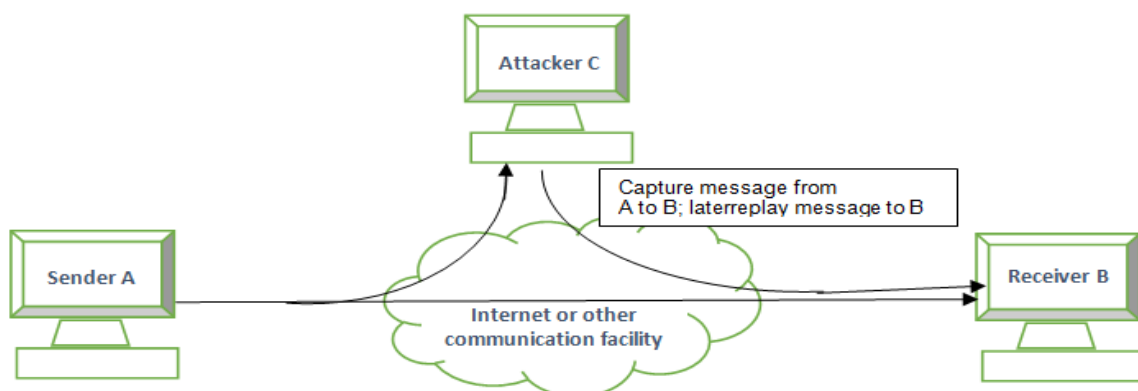 Attacker C
Capture message from
A to B; laterreplay message to B
Sender A
Receiver B
Internet or other
communication facility